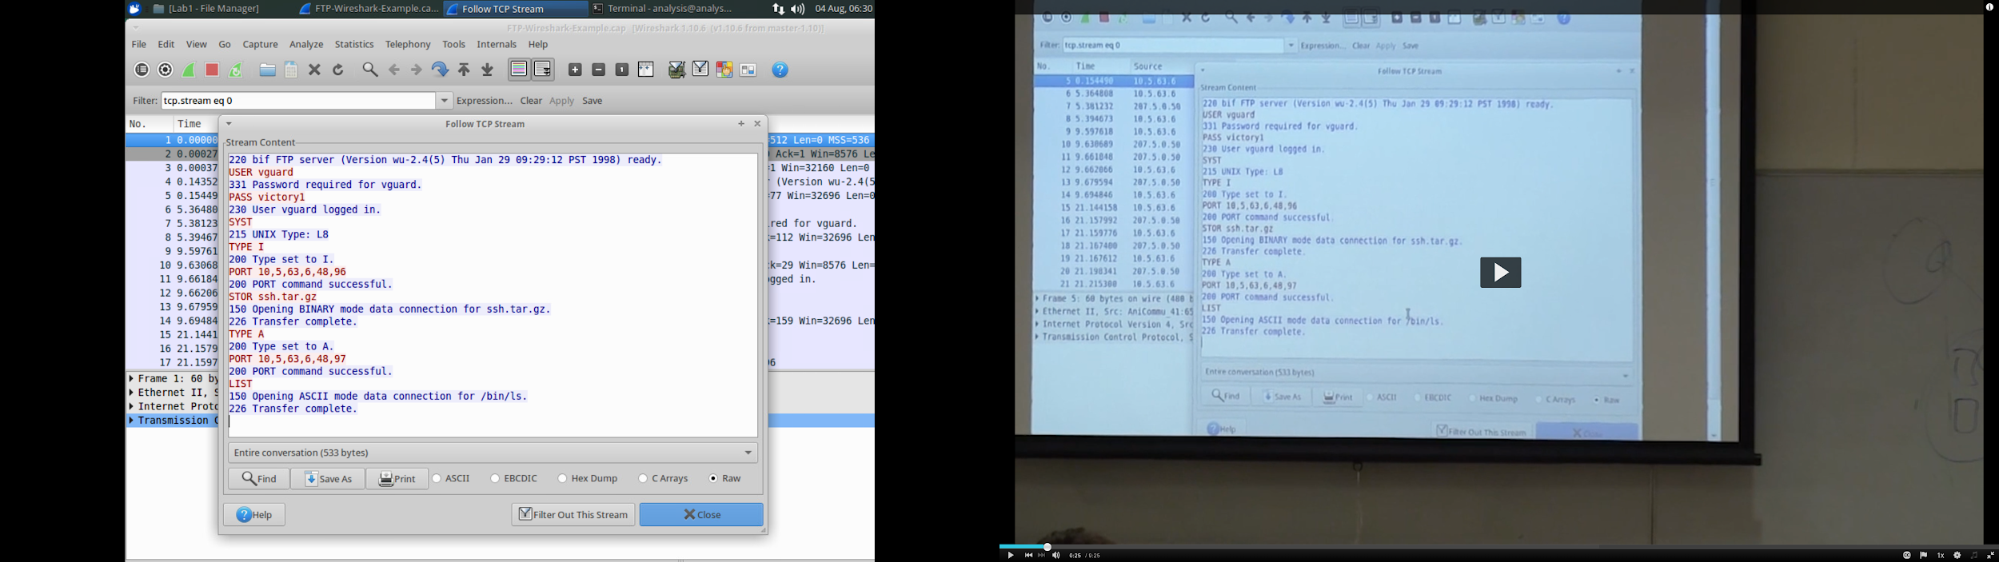 [Lab1 - File Manager]
FTP-Wireshark-Example.ca...
Follow TCP Stream
Terminal - analysis@analys...
04 Aug, 06:30
FTP-Wireshark-Example.cap [Wireshark 1.10.6 (v1.10.6 from master-1.10)]
File Edit View Go Capture Analyze Statistics Telephony Tools Internals Help
Filter: tcp.stream eq 0 Expression... Clear Apply Save
No. Time
1 0.00000
2 0.00027
3 0.00037
4 0.14352
5 0.15449
6 5.36480
7 5.38123
8 5.39467
9 9.59761
10 9.63068
11 9.66184
12 9.66206
13 9.67959
14 9.69484
15 21.1441
16 21.1579
17 21.1597
512 Len=0 MSS=536
Ack=1 Win=8576 Le
1 Win=32160 Len=0
(Version wu-2.4(5
77 Win=32696 Len=0
red for vguard.
=112 Win=32696 Len
k=29 Win=8576 Len=
gged in.
=159 Win=32696 Len
6
Frame 1: 60 by
Ethernet II, S
Internet Proto
Transmission C
Follow TCP Stream
Stream Content
220 bif FTP server (Version wu-2.4(5) Thu Jan 29 09:29:12 PST 1998) ready.
USER vguard
331 Password required for vguard.
PASS victory1
230 User vguard logged in.
SYST
215 UNIX Type: L8
TYPE I
200 Type set to I.
PORT 10,5,63,6,48,96
200 PORT command successful.
STOR ssh.tar.gz
150 Opening BINARY mode data connection for ssh.tar.gz.
226 Transfer complete.
TYPE A
200 Type set to A.
PORT 10,5,63,6,48,97
200 PORT command successful.
LIST
150 Opening ASCII mode data connection for /bin/ls.
226 Transfer complete.
Entire conversation (533 bytes)
Find Save As Print ASCII EBCDIC Hex Dump C Arrays Raw
Help Filter Out This Stream Close
Filter: tcp.stream eq 0 Expression... Clear Apply Save
No. Time Source
5 0.154490 10.5.63.6
6 5.364808 10.5.63.6
7 5.381232 207.5.0.50
8 5.394673 10.5.63.6
9 9.597618 10.5.63.6
10 9.630689 207.5.0.50
11 9.661848 207.5.0.50
12 9.662066 10.5.63.6
13 9.679594 207.5.0.50
14 9.694846 10.5.63.6
15 21.144158 10.5.63.6
16 21.157992 207.5.0.50
17 21.159776 10.5.63.6
18 21.167400 207.5.0.50
19 21.167612 10.5.63.6
20 21.198341 207.5.0.50
21 21.215380 10.5.63.6
Frame 5: 60 bytes on wire (480 b
Ethernet II, Src: AniCommu_41:65
Internet Protocol Version 4, Src
Transmission Control Protocol, S
Follow TCP Stream
Stream Content
220 bif FTP server (Version wu-2.4(5) Thu Jan 29 09:29:12 PST 1998) ready.
USER vguard
331 Password required for vguard.
PASS victory1
230 User vguard logged in.
SYST
215 UNIX Type: L8
TYPE I
200 Type set to I.
PORT 10,5,63,6,48,96
200 PORT command successful.
STOR ssh.tar.gz
150 Opening BINARY mode data connection for ssh.tar.gz.
226 Transfer complete.
TYPE A
200 Type set to A.
PORT 10,5,63,6,48,97
200 PORT command successful.
LIST
150 Opening ASCII mode data connection for /bin/ls.
226 Transfer complete.
Entire conversation (533 bytes)
Find Save As Print ASCII EBCDIC Hex Dump C Arrays Raw
Help Filter Out This Stream Close
0:25 / 0:25
1x